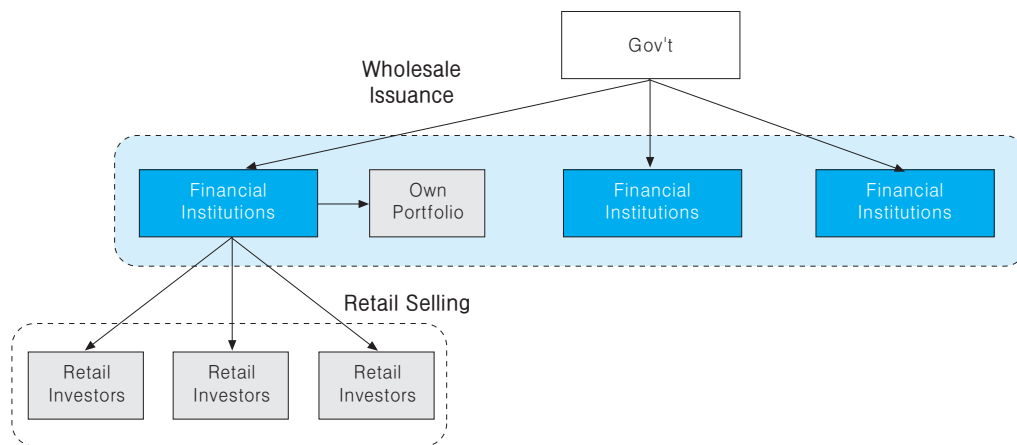 Gov't
Wholesale
Issuance
Financial
Institutions
Own
Portfolio
Financial
Institutions
Financial
Institutions
Retail Selling
Retail
Investors
Retail
Investors
Retail
Investors